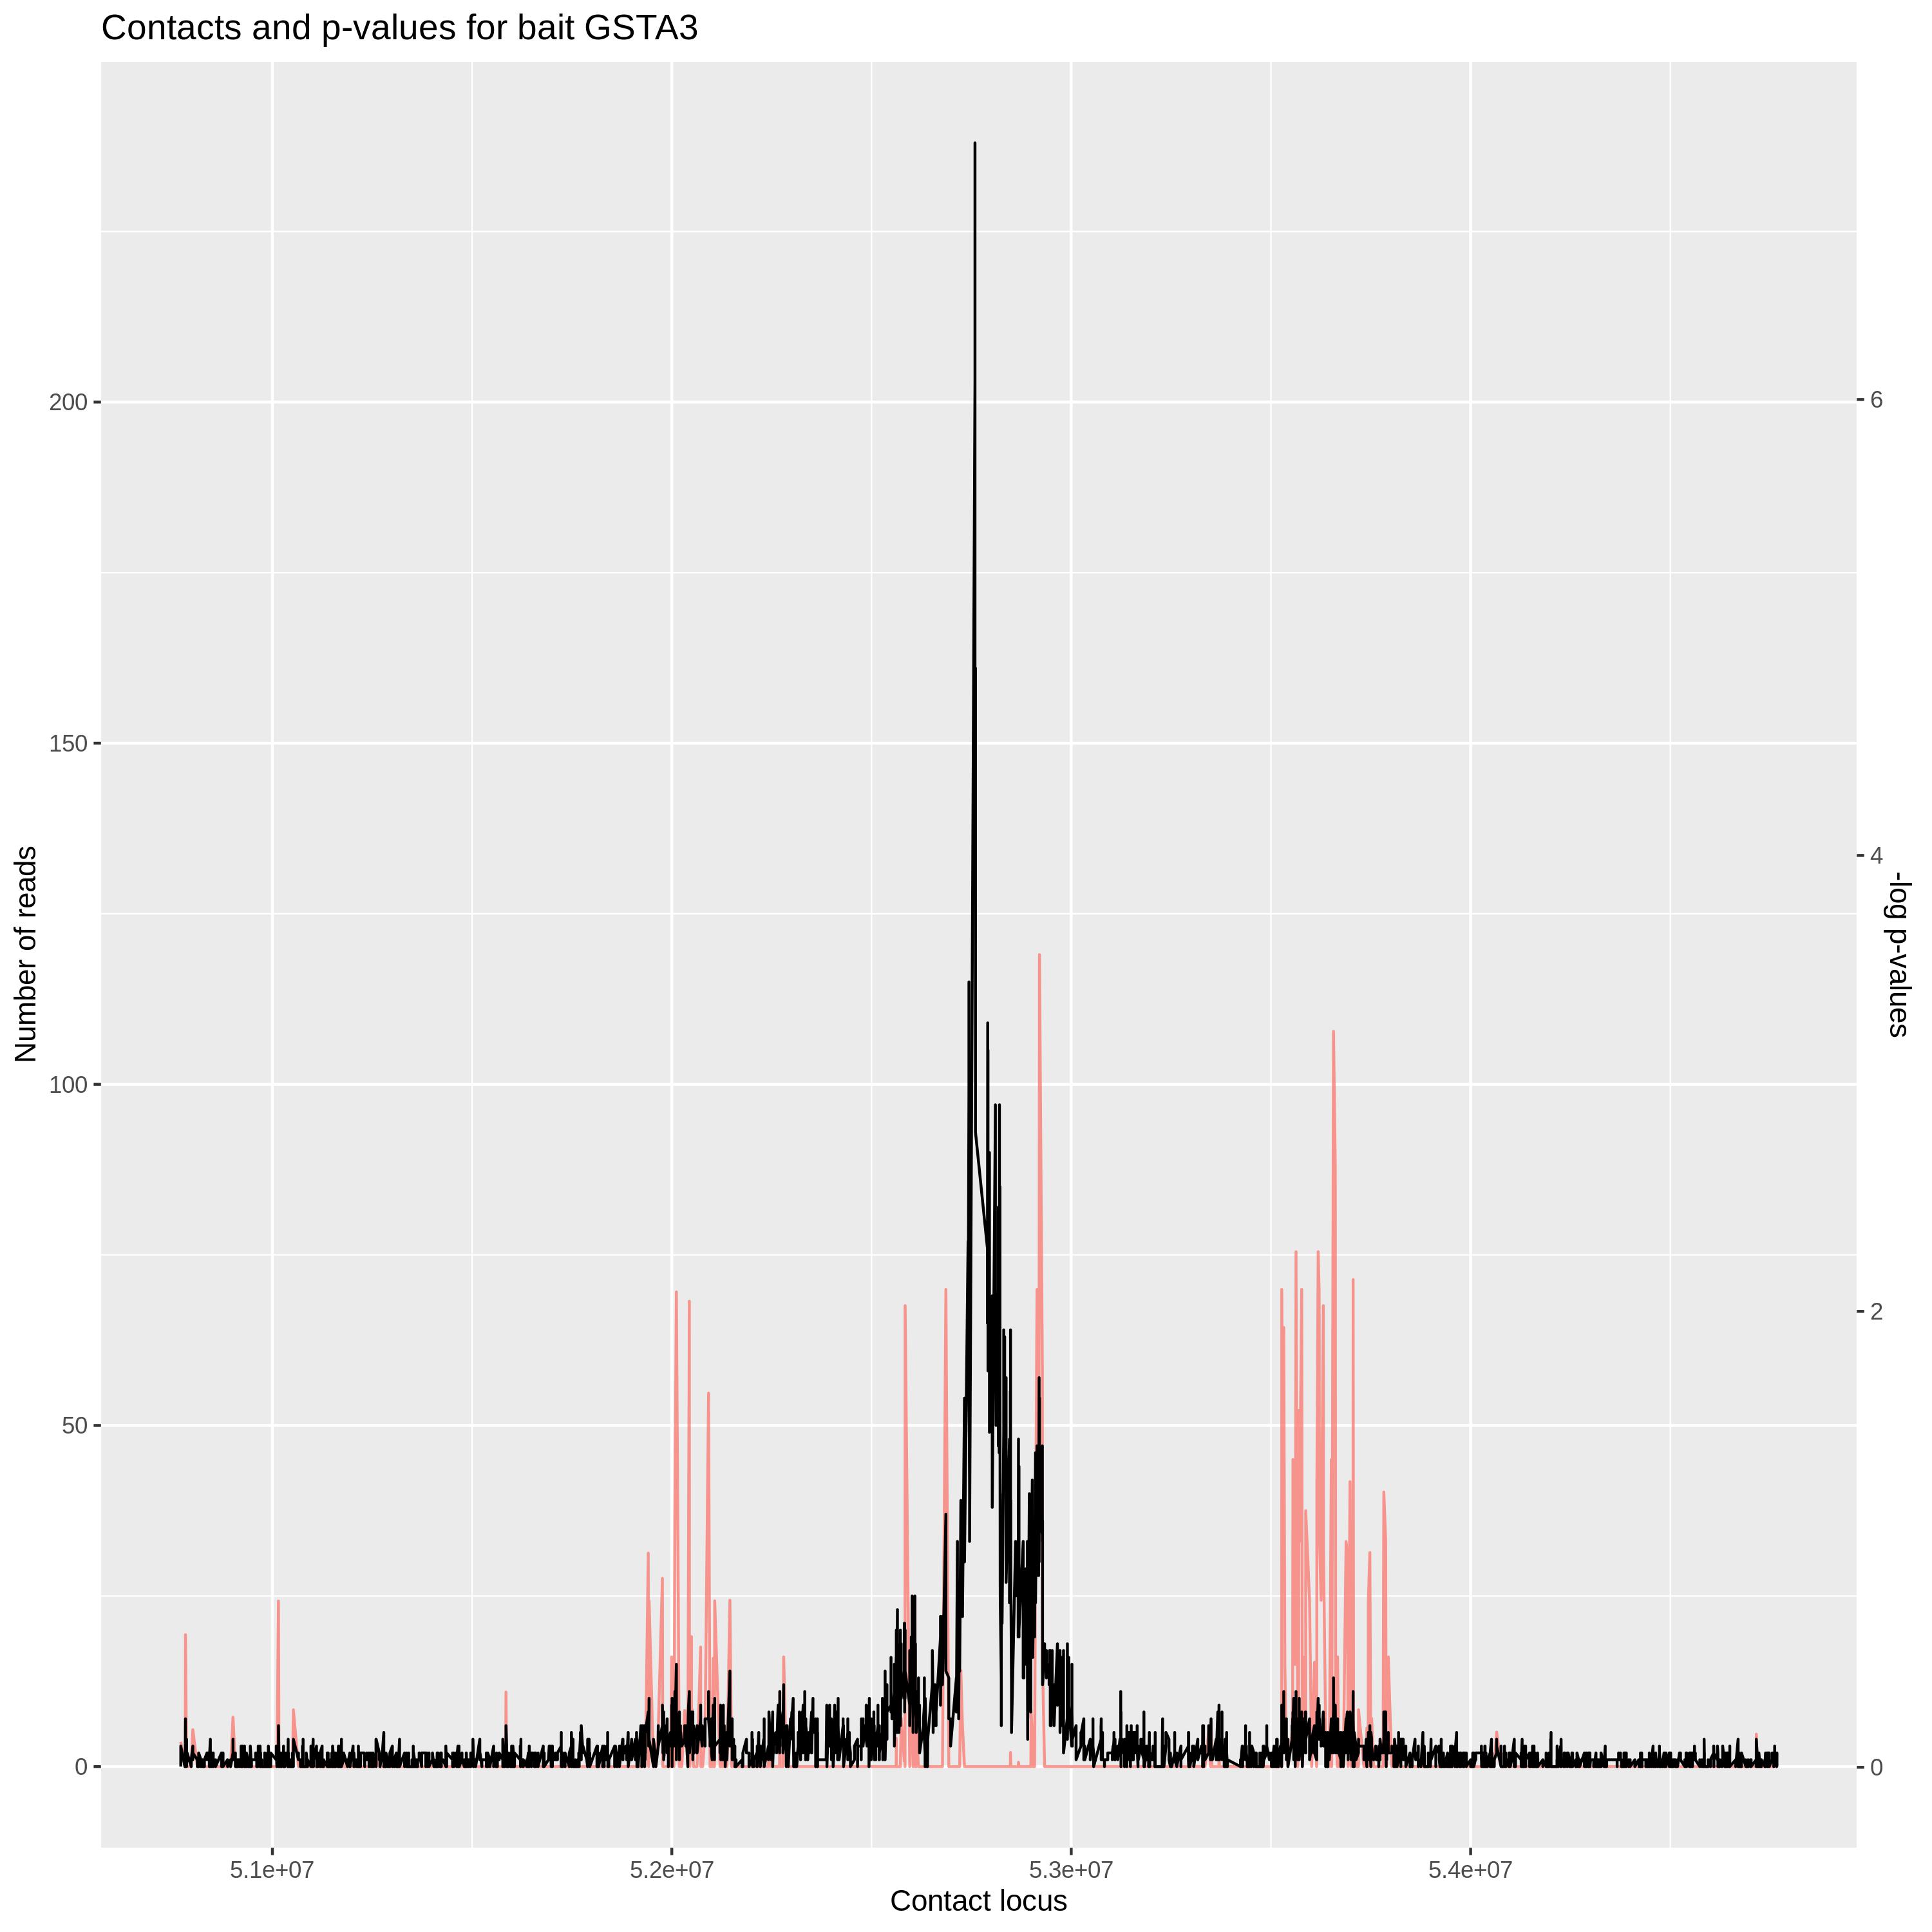 Contacts and p-values for bait GSTA3
200
150
100
50
0
Number of reads
6
4
2
0
-log p-values
5.1e+07 5.2e+07 5.3e+07 5.4e+07
Contact locus